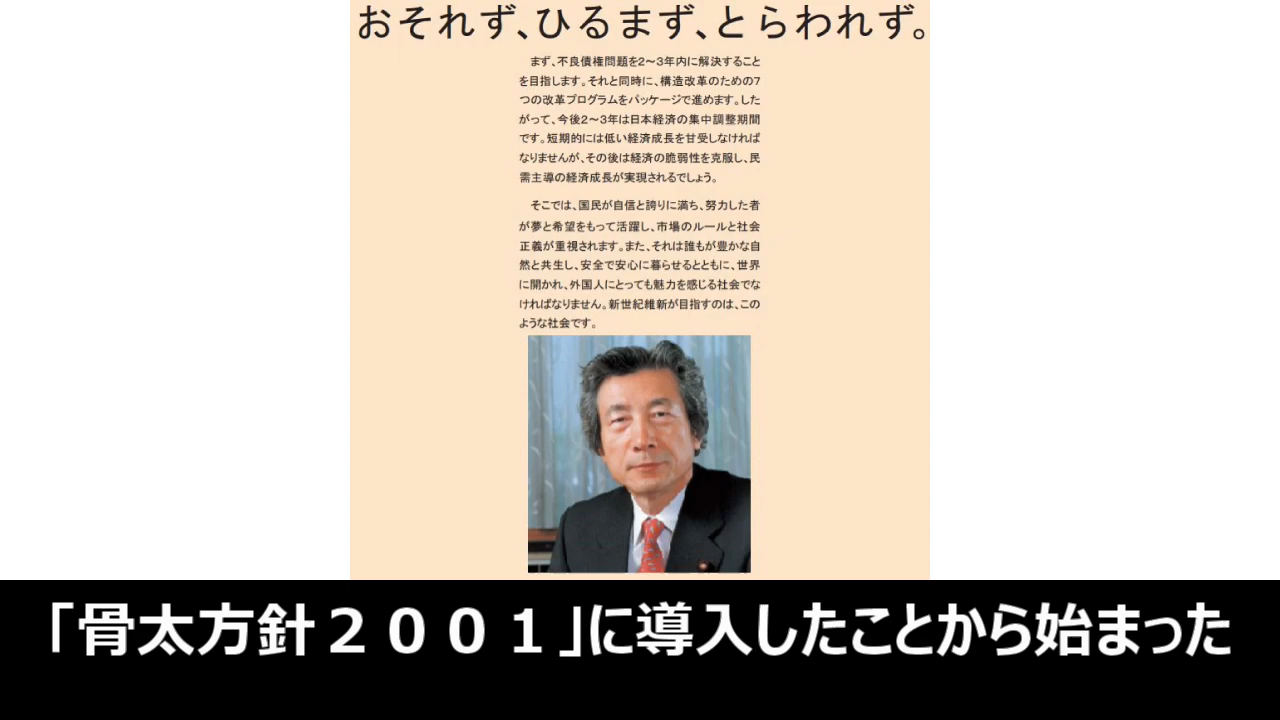 おそれず、ひるまず、とらわれず。
まず、不良債権問題を2〜3年内に解決すること
を目指します。それと同時に、構造改革のための7
つの改革プログラムをパッケージで進めます。した
がって、今後2〜3年は日本経済の集中調整期間
です。短期的には低い経済成長を甘受しなければ
なりませんが、その後は経済の脆弱性を克服し、民
需主導の経済成長が実現されるでしょう。
そこでは、国民が自信と誇りに満ち、努力した者
が夢と希望をもって活躍し、市場のルールと社会
正義が重視されます。また、それは誰もが豊かな自
然と共生し、安全で安心に暮らせるとともに、世界
に開かれ、外国人にとっても魅力を感じる社会でな
ければなりません。新世紀維新が目指すのは、この
ような社会です。
「骨太方針２００１」に導入したことから始まった